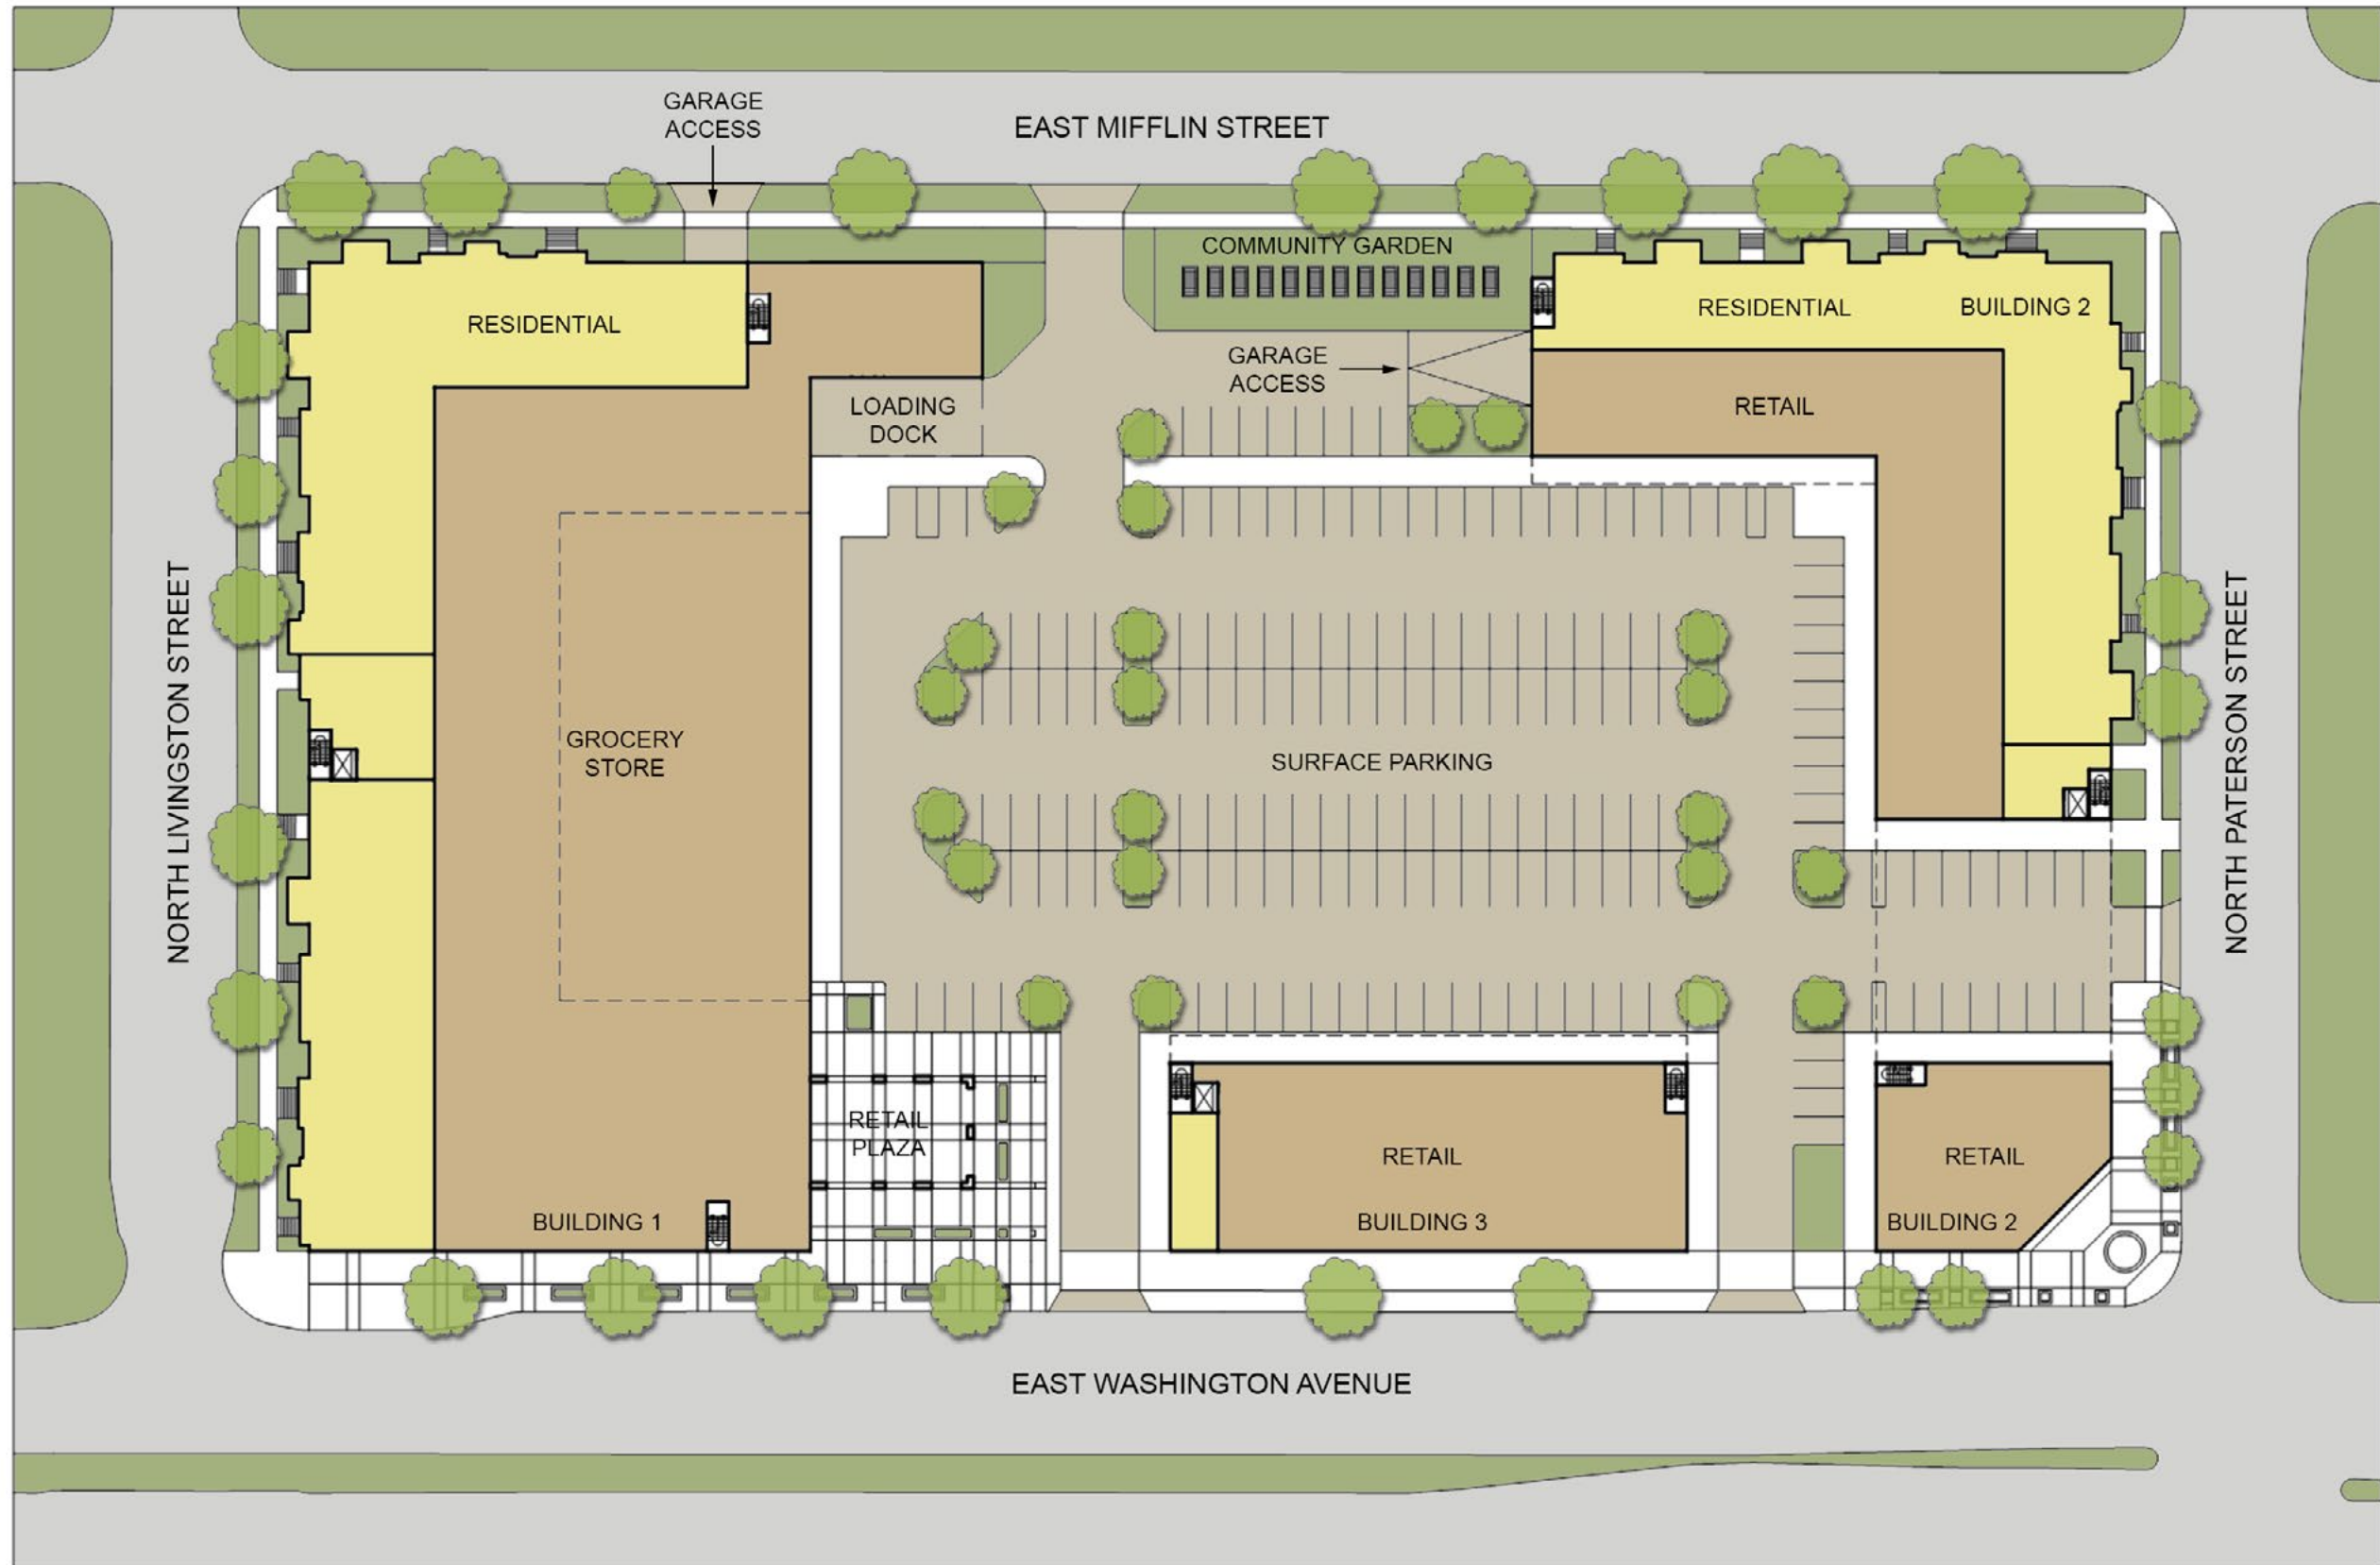 GARAGE
ACCESS
EAST MIFFLIN STREET
COMMUNITY GARDEN
RESIDENTIAL
RESIDENTIAL
BUILDING 2
GARAGE
ACCESS
LOADING
DOCK
RETAIL
NORTH LIVINGSTON STREET
GROCERY
STORE
SURFACE PARKING
NORTH PATERSON STREET
RETAIL
PLAZA
RETAIL
RETAIL
BUILDING 1
BUILDING 3
BUILDING 2
EAST WASHINGTON AVENUE